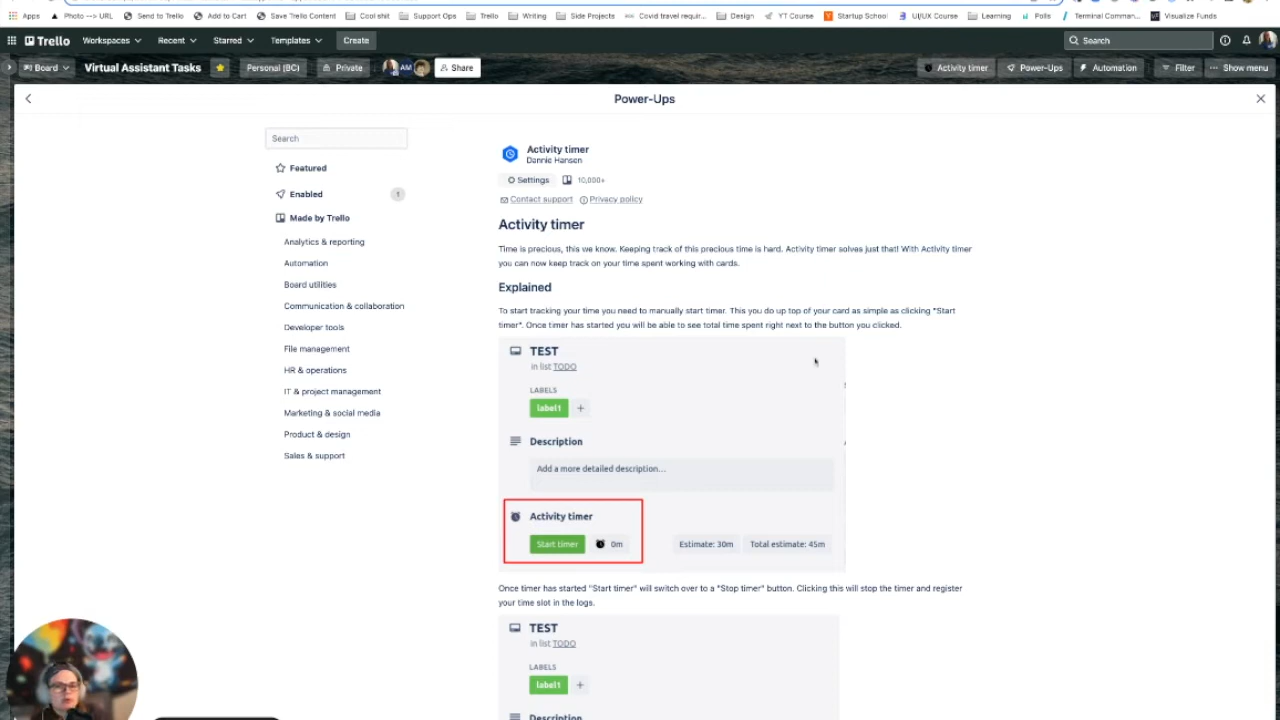 Apps Photo --> URL Send to Trello Add to Cart Save Trello Content Cool shit Support Ops Trello Writing Side Projects Covid travel requir... Design YT Course Startup School UI/UX Course Learning Polls Terminal Comman... Visualize Funds
Trello Workspaces Recent Starred Templates Create Search
Board Virtual Assistant Tasks Personal (BC) Private AM Share Activity timer Power-Ups Automation Filter Show menu
Power-Ups
Search
Featured
Enabled 1
Made by Trello
Analytics & reporting
Automation
Board utilities
Communication & collaboration
Developer tools
File management
HR & operations
IT & project management
Marketing & social media
Product & design
Sales & support
Activity timer
Dannie Hansen
Settings 10,000+
Contact support Privacy policy
Activity timer
Time is precious, this we know. Keeping track of this precious time is hard. Activity timer solves just that! With Activity timer
you can now keep track on your time spent working with cards.
Explained
To start tracking your time you need to manually start timer. This you do up top of your card as simple as clicking "Start
timer". Once timer has started you will be able to see total time spent right next to the button you clicked.
TEST
in list TODO
LABELS
label1 +
Description
Add a more detailed description...
Activity timer
Start timer 0m Estimate: 30m Total estimate: 45m
Once timer has started "Start timer" will switch over to a "Stop timer" button. Clicking this will stop the timer and register
your time slot in the logs.
TEST
in list TODO
LABELS
label1 +
Description